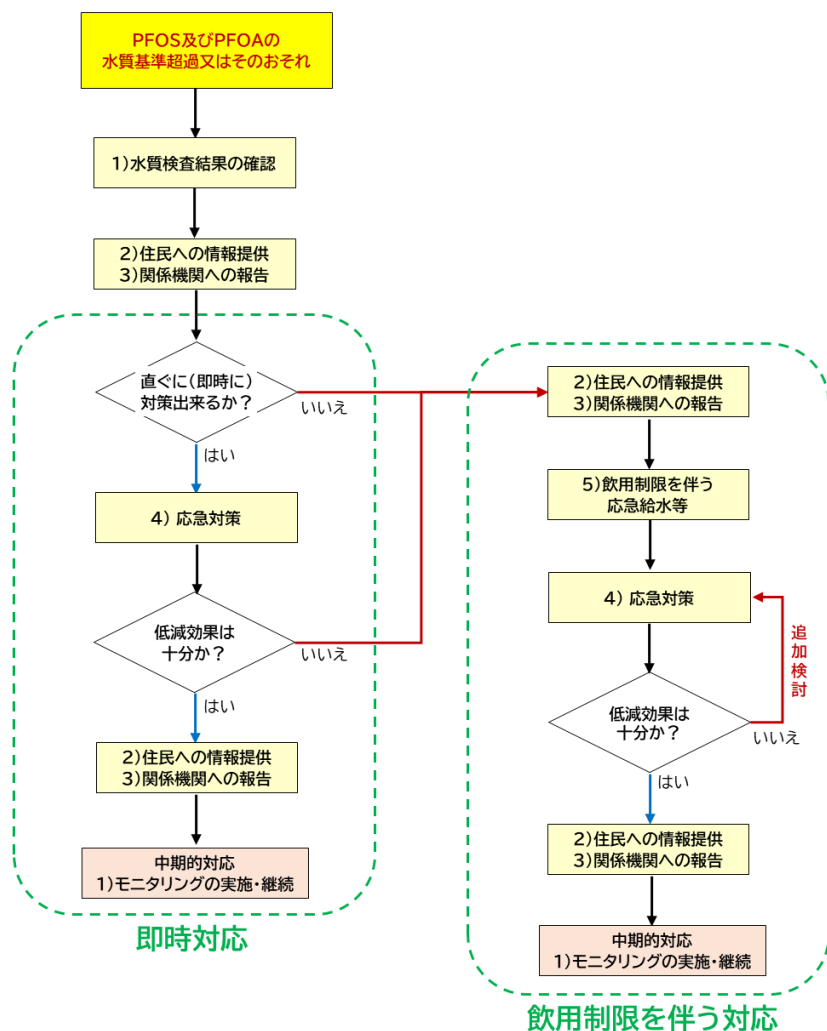 PFOS及びPFOAの
水質基準超過又はそのおそれ
1)水質検査結果の確認
2)住民への情報提供
3)関係機関への報告
直ぐに(即時に)
対策出来るか？
いいえ
はい
4) 応急対策
低減効果は
十分か？
いいえ
はい
2)住民への情報提供
3)関係機関への報告
中期的対応
1)モニタリングの実施・継続
即時対応
2)住民への情報提供
3)関係機関への報告
5)飲用制限を伴う
応急給水等
4) 応急対策
追加検討
低減効果は
十分か？
いいえ
はい
2)住民への情報提供
3)関係機関への報告
中期的対応
1)モニタリングの実施・継続
飲用制限を伴う対応